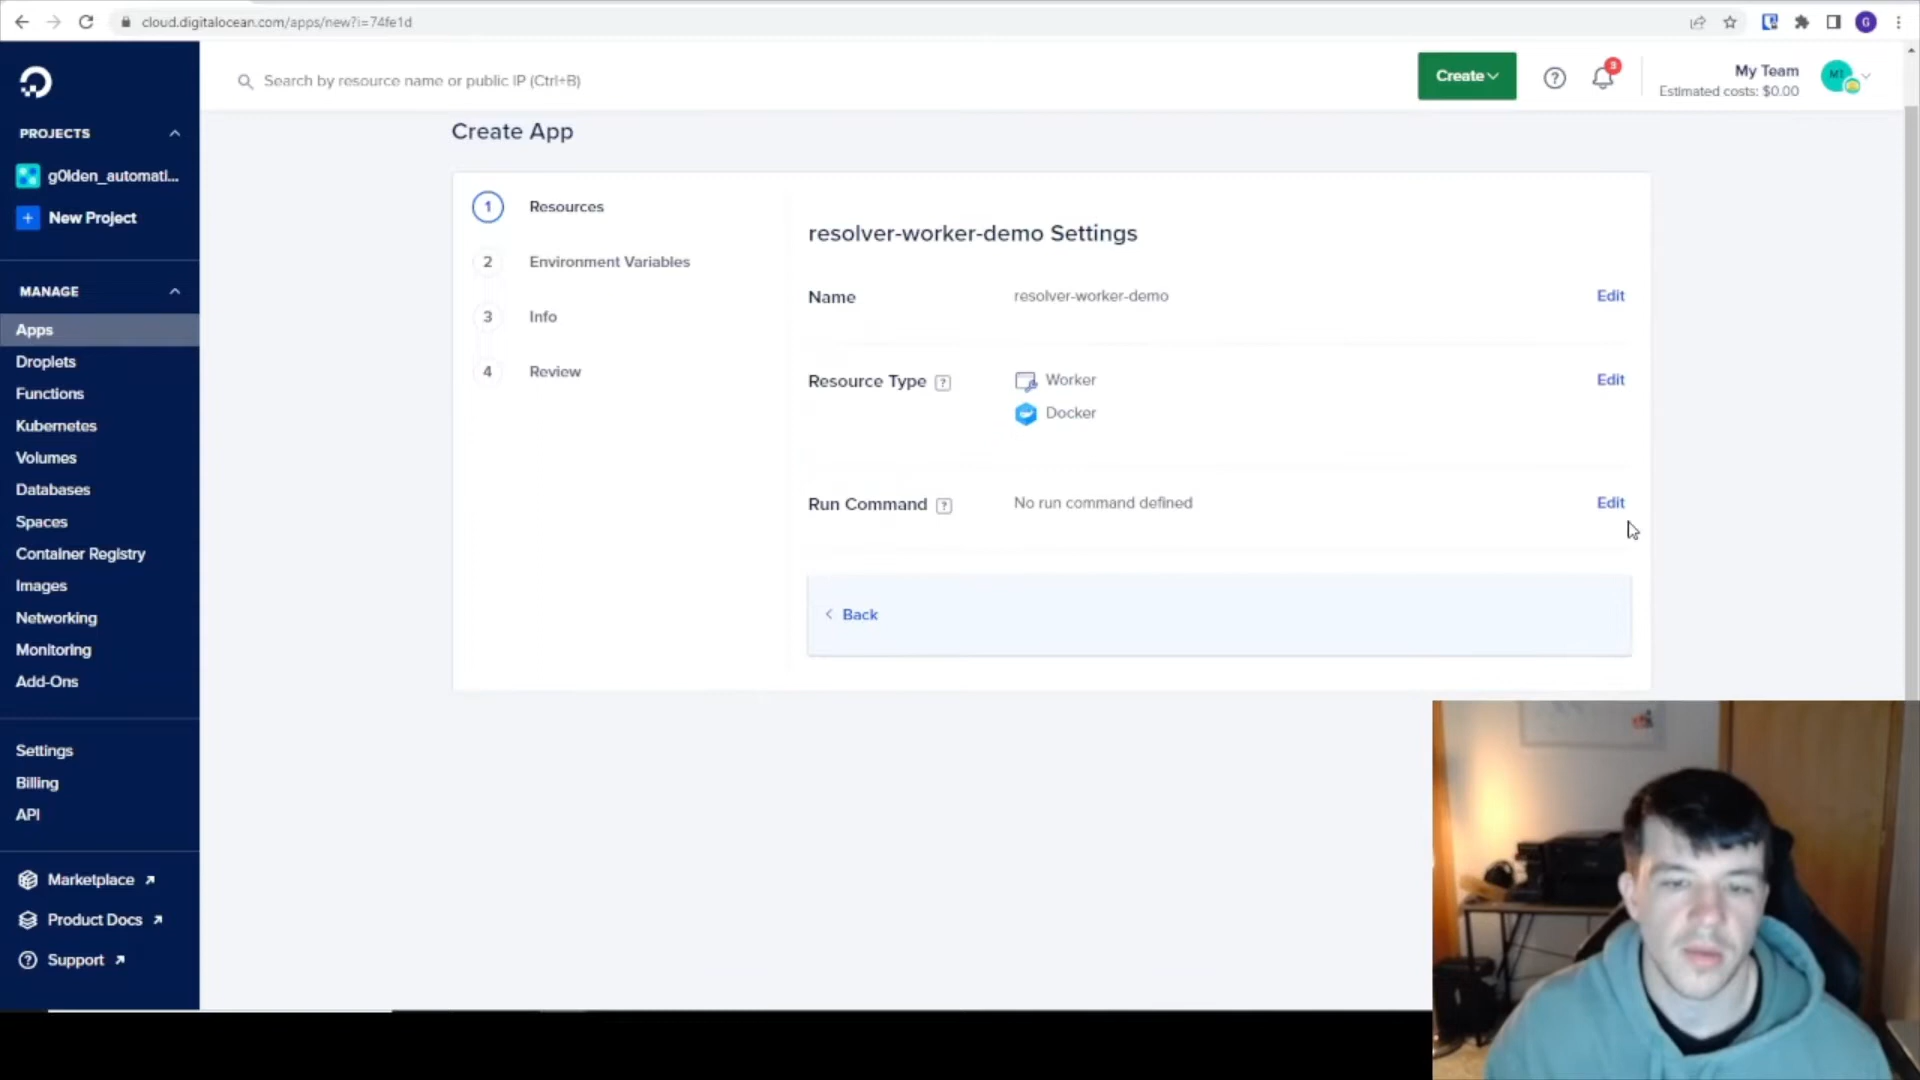 cloud.digitalocean.com/apps/new?i=74fe1d
G
Search by resource name or public IP (Ctrl+B)
Create
?
3
My Team
Estimated costs: $0.00
MT
PROJECTS
g0lden_automati...
+ New Project
MANAGE
Apps
Droplets
Functions
Kubernetes
Volumes
Databases
Spaces
Container Registry
Images
Networking
Monitoring
Add-Ons
Settings
Billing
API
Marketplace
Product Docs
Support
Create App
1 Resources
2 Environment Variables
3 Info
4 Review
resolver-worker-demo Settings
Name resolver-worker-demo Edit
Resource Type ? Worker Edit
Docker
Run Command ? No run command defined Edit
< Back